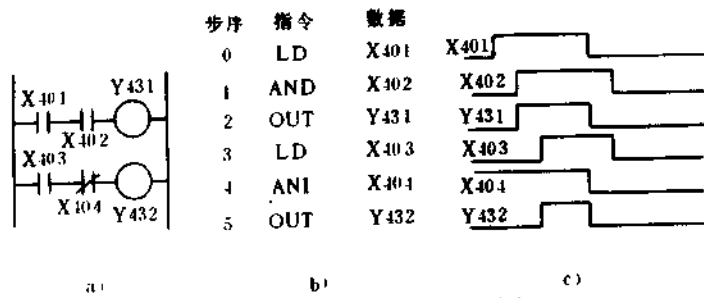 步序 指令 数据
0 LD X401
1 AND X402
2 OUT Y431
3 LD X403
4 ANI X404
5 OUT Y432
X401 Y431
X402
X403
X404 Y432
X401
X402
Y431
X403
X404
Y432
a)
b)
c)